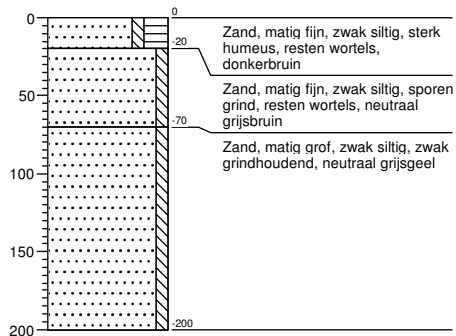 0
0
-20
Zand, matig fijn, zwak siltig, sterk
humeus, resten wortels,
donkerbruin
50
-70
Zand, matig fijn, zwak siltig, sporen
grind, resten wortels, neutraal
grijsbruin
100
Zand, matig grof, zwak siltig, zwak
grindhoudend, neutraal grijsgeel
150
200
-200